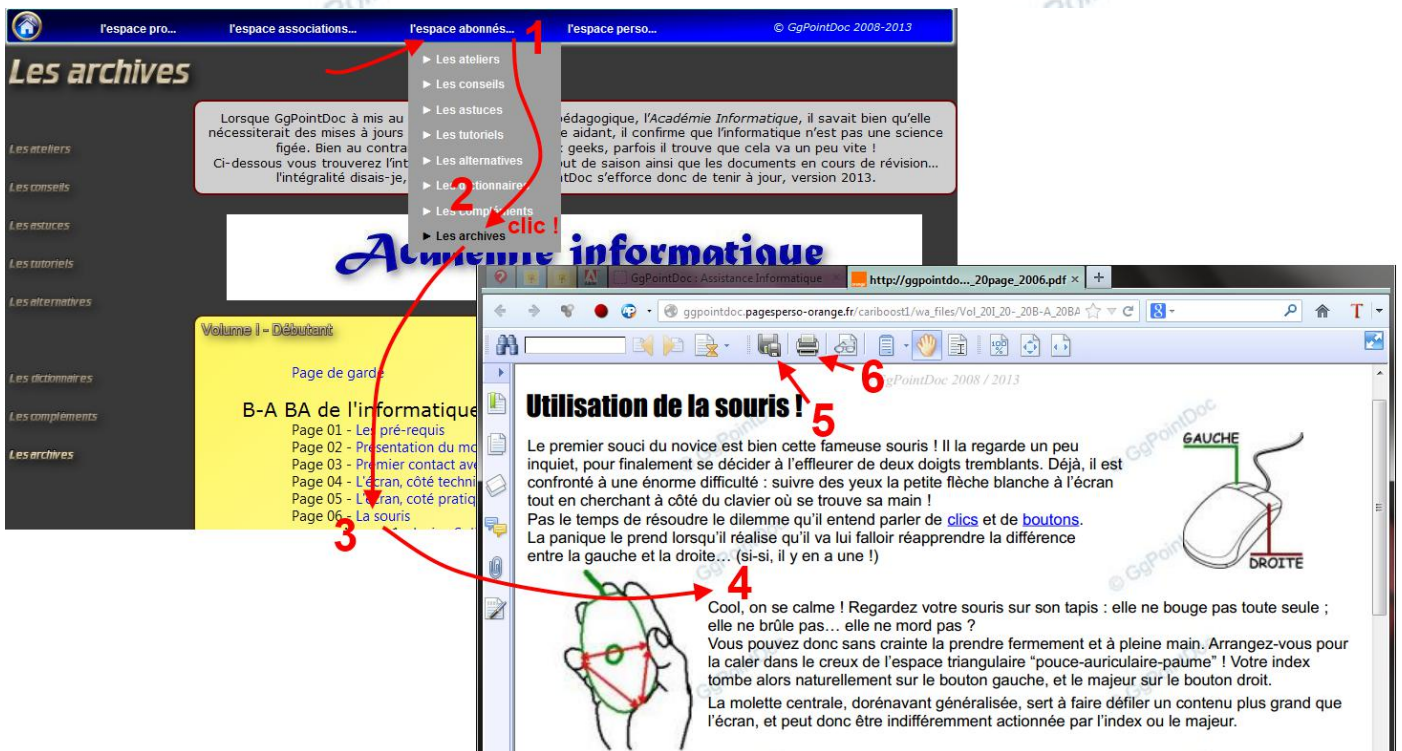 l'espace pro...
l'espace associations...
l'espace abonnés...
l'espace perso...
© GgPointDoc 2008-2013
1
Les archives
► Les ateliers
► Les conseils
► Les astuces
► Les tutoriels
► Les alternatives
► Les dictionnaires
► Les compléments
► Les archives
2
clic !
Lorsque GgPointDoc à mis au
édagogique, l'Académie Informatique, il savait bien qu'elle
nécessiterait des mises à jours
e aidant, il confirme que l'informatique n'est pas une science
figée. Bien au contra
geeks, parfois il trouve que cela va un peu vite !
Ci-dessous vous trouverez l'int
ut de saison ainsi que les documents en cours de révision...
l'intégralité disais-je,
tDoc s'efforce donc de tenir à jour, version 2013.
Les ateliers
Les conseils
Les astuces
Les tutoriels
Les alternatives
Les dictionnaires
Les compléments
Les archives
Académie informatique
Volume I - Débutant
Page de garde
B-A BA de l'informatique
Page 01 - Les pré-requis
Page 02 - Présentation du mo
Page 03 - Premier contact ave
Page 04 - L'écran, côté techni
Page 05 - L'écran, coté pratiq
Page 06 - La souris
3
GgPointDoc : Assistance Informatique
http://ggpointdo..._20page_2006.pdf
ggpointdoc.pagesperso-orange.fr/cariboost1/wa_files/Vol_20I_20-_20B-A_20BA
5
6
GgPointDoc 2008 / 2013
Utilisation de la souris !
Le premier souci du novice est bien cette fameuse souris ! Il la regarde un peu
inquiet, pour finalement se décider à l'effleurer de deux doigts tremblants. Déjà, il est
confronté à une énorme difficulté : suivre des yeux la petite flèche blanche à l'écran
tout en cherchant à côté du clavier où se trouve sa main !
Pas le temps de résoudre le dilemme qu'il entend parler de clics et de boutons.
La panique le prend lorsqu'il réalise qu'il va lui falloir réapprendre la différence
entre la gauche et la droite… (si-si, il y en a une !)
GAUCHE
DROITE
© GgPointDoc
4
Cool, on se calme ! Regardez votre souris sur son tapis : elle ne bouge pas toute seule ;
elle ne brûle pas… elle ne mord pas ?
Vous pouvez donc sans crainte la prendre fermement et à pleine main. Arrangez-vous pour
la caler dans le creux de l'espace triangulaire “pouce-auriculaire-paume” ! Votre index
tombe alors naturellement sur le bouton gauche, et le majeur sur le bouton droit.
La molette centrale, dorénavant généralisée, sert à faire défiler un contenu plus grand que
l'écran, et peut donc être indifféremment actionnée par l'index ou le majeur.